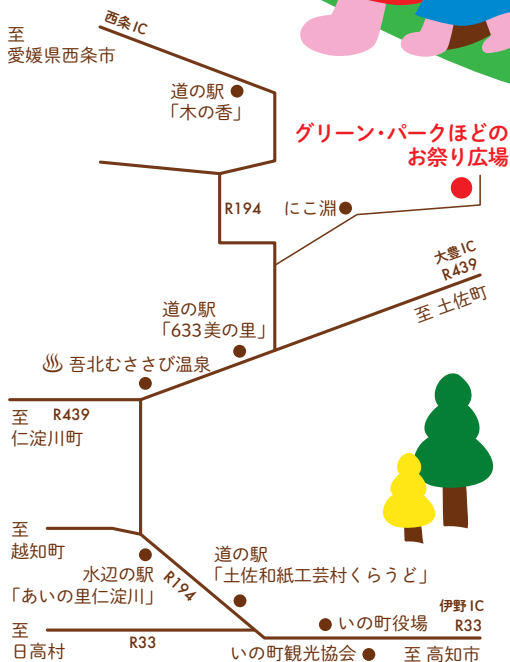 西条IC
至
愛媛県西条市
道の駅
「木の香」
グリーン・パークほどの
お祭り広場
R194
にこ淵
大豊IC
R439
至 土佐町
道の駅
「633美の里」
吾北むささび温泉
R439
至
仁淀川町
至
越知町
水辺の駅
「あいの里仁淀川」
R194
道の駅
「土佐和紙工芸村くらうど」
伊野IC
いの町役場
R33
至
日高村
R33
いの町観光協会
至 高知市